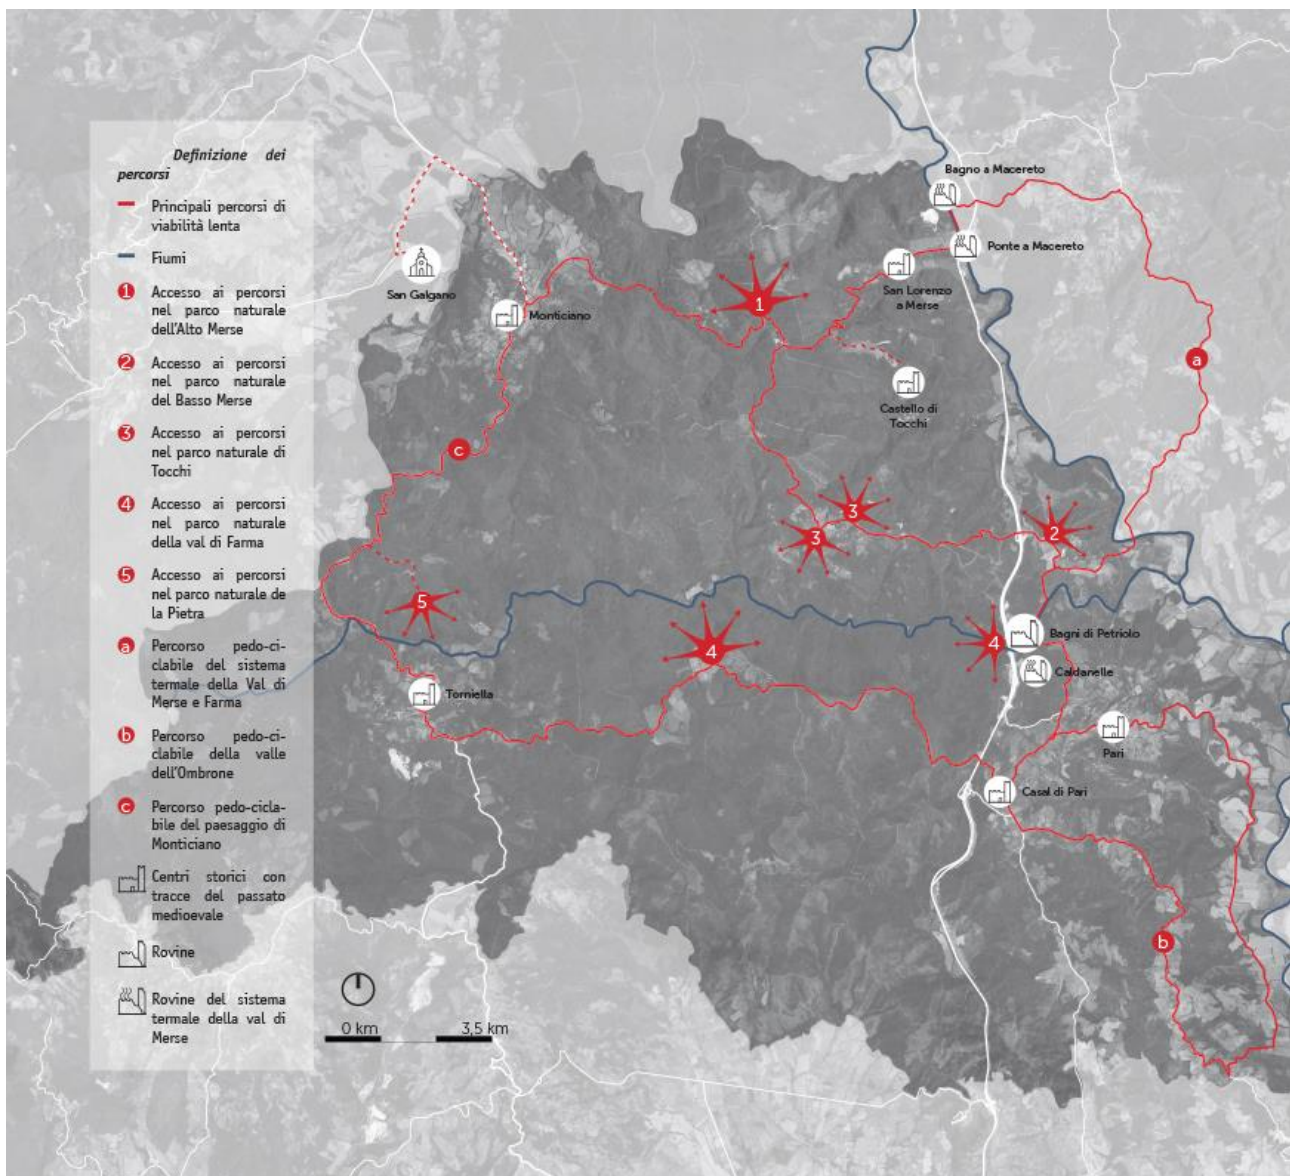 Definizione dei
percorsi
Principali percorsi di
viabilità lenta
Fiumi
1 Accesso ai percorsi
nel parco naturale
dell'Alto Merse
2 Accesso ai percorsi
nel parco naturale
del Basso Merse
3 Accesso ai percorsi
nel parco naturale di
Tocchi
4 Accesso ai percorsi
nel parco naturale
della val di Farma
5 Accesso ai percorsi
nel parco naturale de
la Pietra
a Percorso pedo-ci-
clabile del sistema
termale della Val di
Merse e Farma
b Percorso pedo-ci-
clabile della valle
dell'Ombrone
c Percorso pedo-cicla-
bile del paesaggio di
Monticiano
Centri storici con
tracce del passato
medioevale
Rovine
Rovine del sistema
termale della val di
Merse
Bagno a Macereto
Ponte a Macereto
San Lorenzo
a Merse
San Galgano
1
Monticiano
a
Castello di
Tocchi
c
3
3
2
5
Bagni di Petriolo
4
4
Caldanelle
Torniella
Pari
Casal di Pari
b
0 km
3,5 km